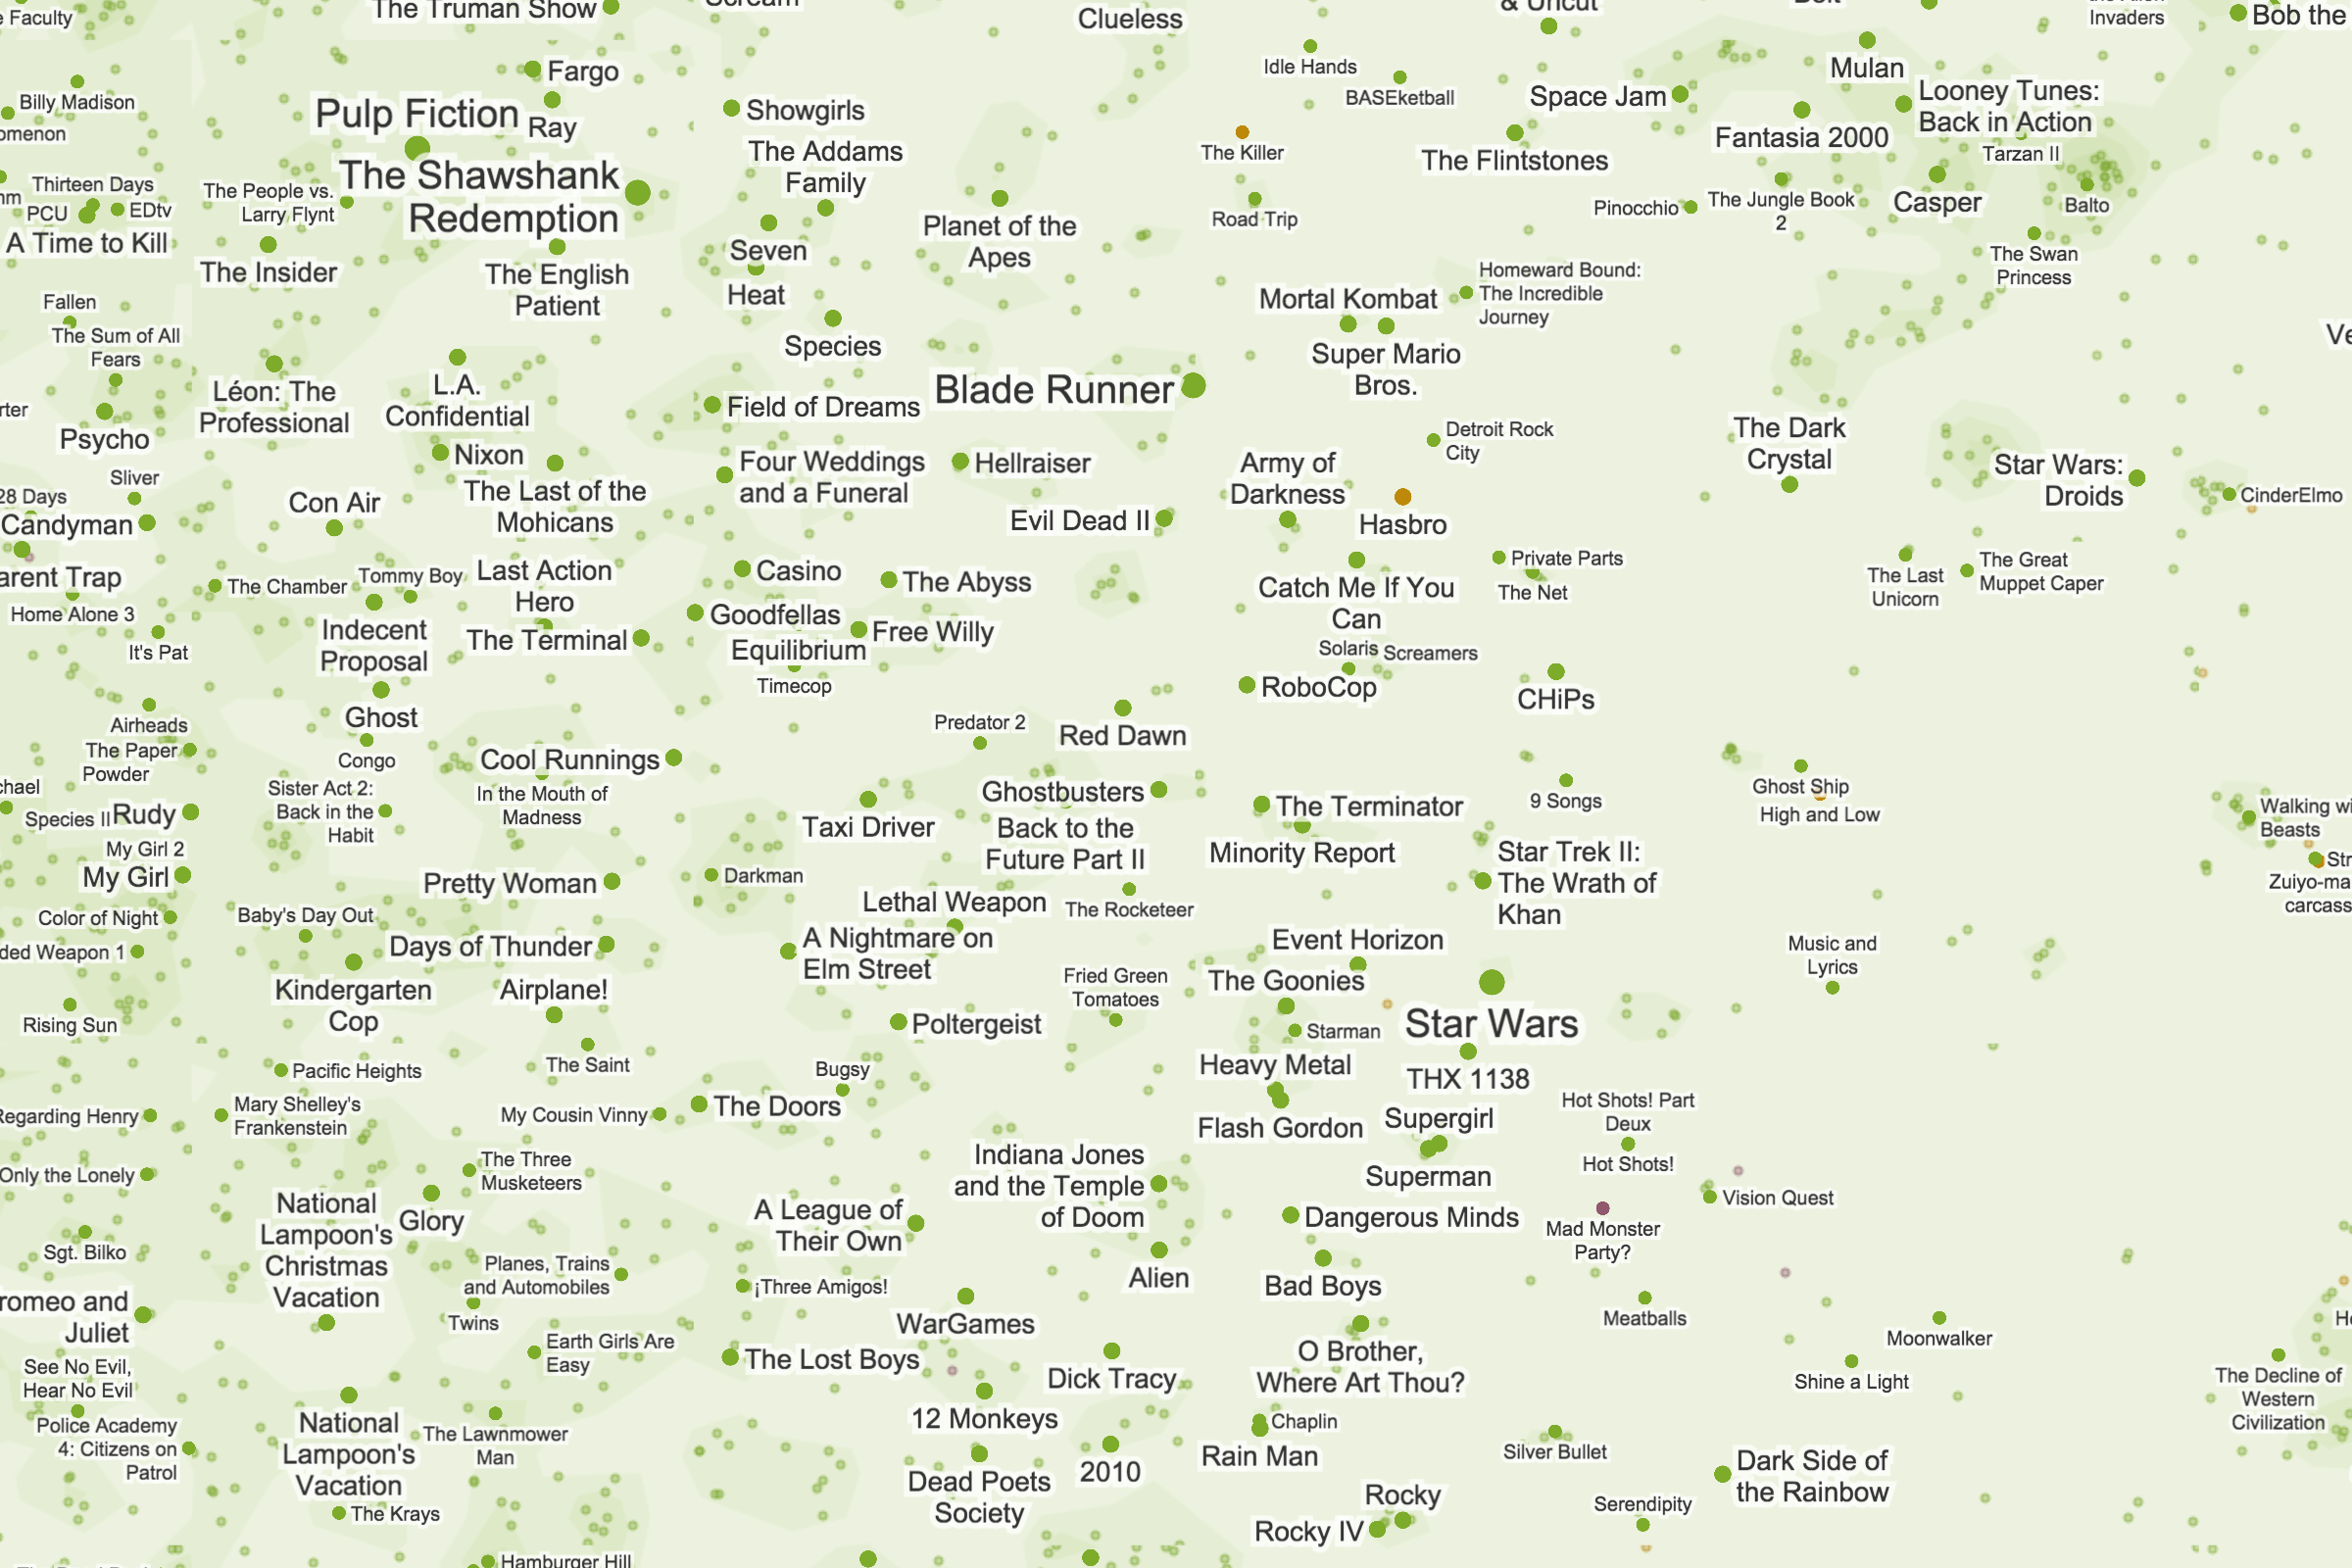 The Truman Show
Scream
Clueless
& Uncut
Bolt
Invaders
Bob the
e Faculty
Fargo
Idle Hands
BASEketball
Space Jam
Mulan
Looney Tunes:
Back in Action
Billy Madison
Pulp Fiction
Ray
Showgirls
omenon
The Killer
The Flintstones
Fantasia 2000
Tarzan II
The Addams
Family
The Shawshank
Redemption
Thirteen Days
PCU
EDtv
A Time to Kill
The People vs.
Larry Flynt
The Insider
The English
Patient
Seven
Heat
Planet of the
Apes
Road Trip
Pinocchio
The Jungle Book
2
Casper
Balto
The Swan
Princess
Fallen
The Sum of All
Fears
Species
Mortal Kombat
Homeward Bound:
The Incredible
Journey
Super Mario
Bros.
Ve
Léon: The
Professional
L.A.
Confidential
Field of Dreams
Blade Runner
rter
Psycho
Nixon
Sliver
28 Days
Candyman
Con Air
The Last of the
Mohicans
Four Weddings
and a Funeral
Hellraiser
Evil Dead II
Army of
Darkness
Detroit Rock
City
Hasbro
The Dark
Crystal
Star Wars:
Droids
CinderElmo
arent Trap
Home Alone 3
It's Pat
The Chamber
Tommy Boy
Last Action
Hero
Indecent
Proposal
The Terminal
Casino
Goodfellas
Equilibrium
Timecop
The Abyss
Free Willy
Catch Me If You
Can
Private Parts
The Net
The Last
Unicorn
The Great
Muppet Caper
Solaris
Screamers
RoboCop
CHiPs
Airheads
The Paper
Powder
Ghost
Congo
Predator 2
Red Dawn
chael
Species II
Rudy
Sister Act 2:
Back in the
Habit
Cool Runnings
In the Mouth of
Madness
Taxi Driver
Ghostbusters
Back to the
Future Part II
The Terminator
Minority Report
9 Songs
Ghost Ship
High and Low
Walking wi
Beasts
Str
Zuiyo-ma
carcass
My Girl 2
My Girl
Color of Night
ded Weapon 1
Baby's Day Out
Pretty Woman
Days of Thunder
Darkman
Lethal Weapon
A Nightmare on
Elm Street
The Rocketeer
Star Trek II:
The Wrath of
Khan
Music and
Lyrics
Rising Sun
Kindergarten
Cop
Airplane!
The Saint
Poltergeist
Fried Green
Tomatoes
Event Horizon
The Goonies
Starman
Star Wars
Pacific Heights
Bugsy
Heavy Metal
THX 1138
Regarding Henry
Mary Shelley's
Frankenstein
My Cousin Vinny
The Doors
Flash Gordon
Supergirl
Superman
Hot Shots! Part
Deux
Hot Shots!
Only the Lonely
The Three
Musketeers
Indiana Jones
and the Temple
of Doom
Vision Quest
National
Lampoon's
Christmas
Vacation
Glory
A League of
Their Own
Dangerous Minds
Mad Monster
Party?
Sgt. Bilko
Planes, Trains
and Automobiles
Twins
¡Three Amigos!
Alien
Bad Boys
Meatballs
Moonwalker
He
romeo and
Juliet
WarGames
Earth Girls Are
Easy
The Lost Boys
Dick Tracy
O Brother,
Where Art Thou?
Shine a Light
The Decline of
Western
Civilization
See No Evil,
Hear No Evil
Police Academy
4: Citizens on
Patrol
National
Lampoon's
Vacation
The Lawnmower
Man
12 Monkeys
Chaplin
Rain Man
Silver Bullet
Dark Side of
the Rainbow
The Krays
Dead Poets
Society
2010
Rocky
Rocky IV
Serendipity
Hamburger Hill